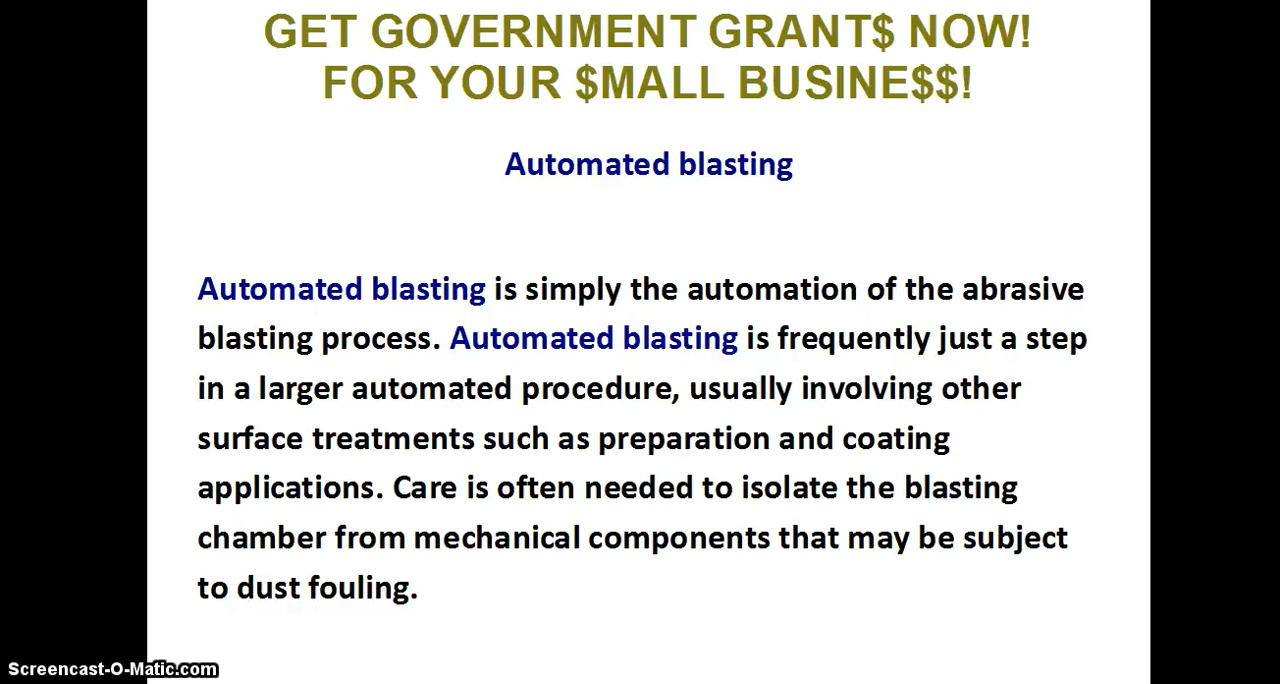 GET GOVERNMENT GRANT$ NOW!
FOR YOUR $MALL BUSINE$$!
Automated blasting
Automated blasting is simply the automation of the abrasive
blasting process. Automated blasting is frequently just a step
in a larger automated procedure, usually involving other
surface treatments such as preparation and coating
applications. Care is often needed to isolate the blasting
chamber from mechanical components that may be subject
to dust fouling.
Screencast-O-Matic.com